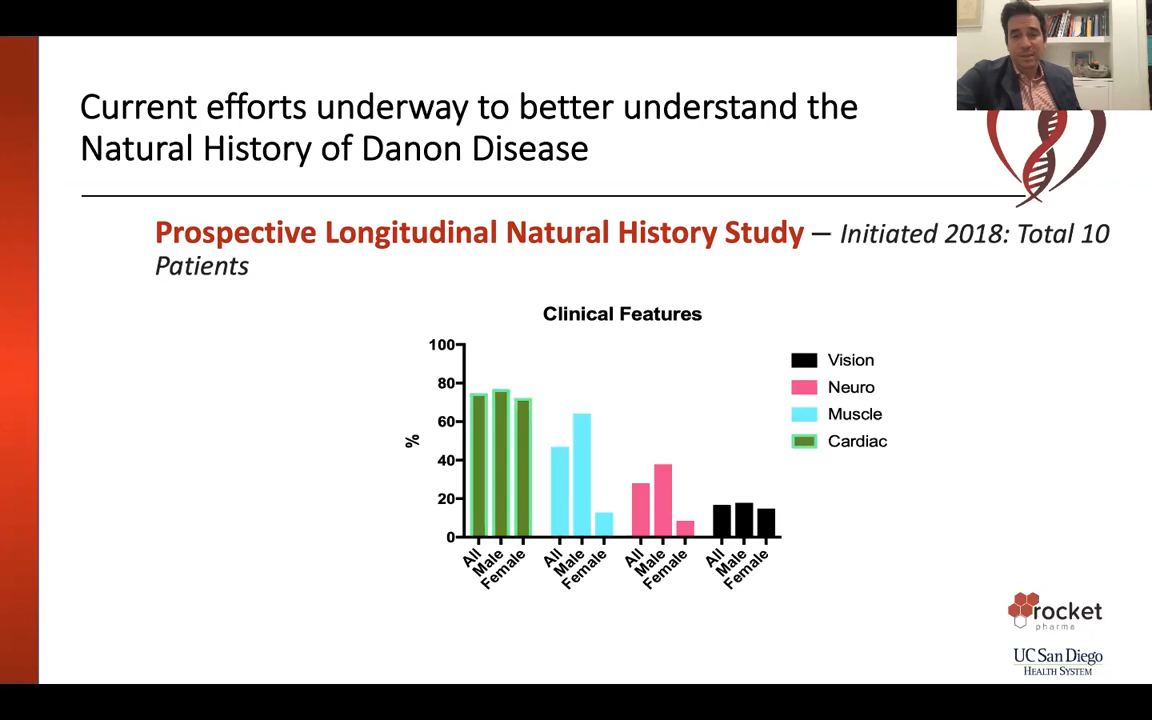 Current efforts underway to better understand the
Natural History of Danon Disease
Prospective Longitudinal Natural History Study – Initiated 2018: Total 10
Patients
Clinical Features
100
80
60
40
20
0
%
All
Male
Female
All
Male
Female
All
Male
Female
All
Male
Female
Vision
Neuro
Muscle
Cardiac
rocket
pharma
UC San Diego
HEALTH SYSTEM